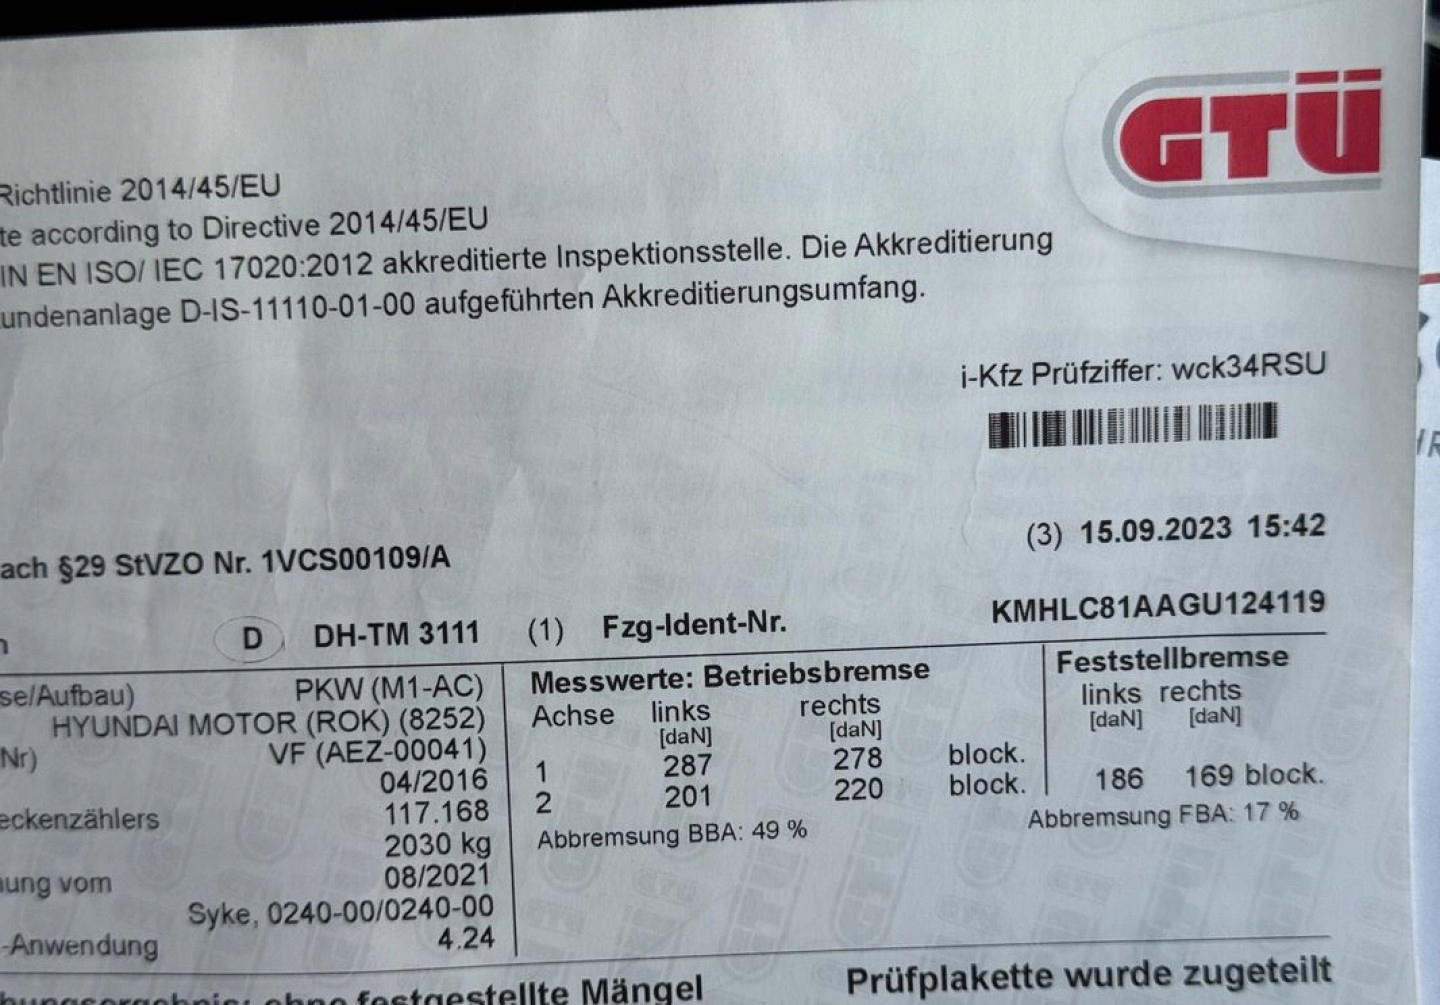 GTÜ
Richtlinie 2014/45/EU
te according to Directive 2014/45/EU
IN EN ISO/ IEC 17020:2012 akkreditierte Inspektionsstelle. Die Akkreditierung
undenanlage D-IS-11110-01-00 aufgeführten Akkreditierungsumfang.
i-Kfz Prüfziffer: wck34RSU
(3) 15.09.2023 15:42
ach §29 StVZO Nr. 1VCS00109/A
n D DH-TM 3111 (1) Fzg-Ident-Nr. KMHLC81AAGU124119
se/Aufbau) PKW (M1-AC)
HYUNDAI MOTOR (ROK) (8252)
Nr) VF (AEZ-00041)
04/2016
eckenzählers 117.168
2030 kg
ung vom 08/2021
Syke, 0240-00/0240-00
-Anwendung 4.24
Messwerte: Betriebsbremse
Achse links rechts
[daN] [daN]
1 287 278 block.
2 201 220 block.
Abbremsung BBA: 49 %
Feststellbremse
links rechts
[daN] [daN]
186 169 block.
Abbremsung FBA: 17 %
ohne festgestellte Mängel Prüfplakette wurde zugeteilt